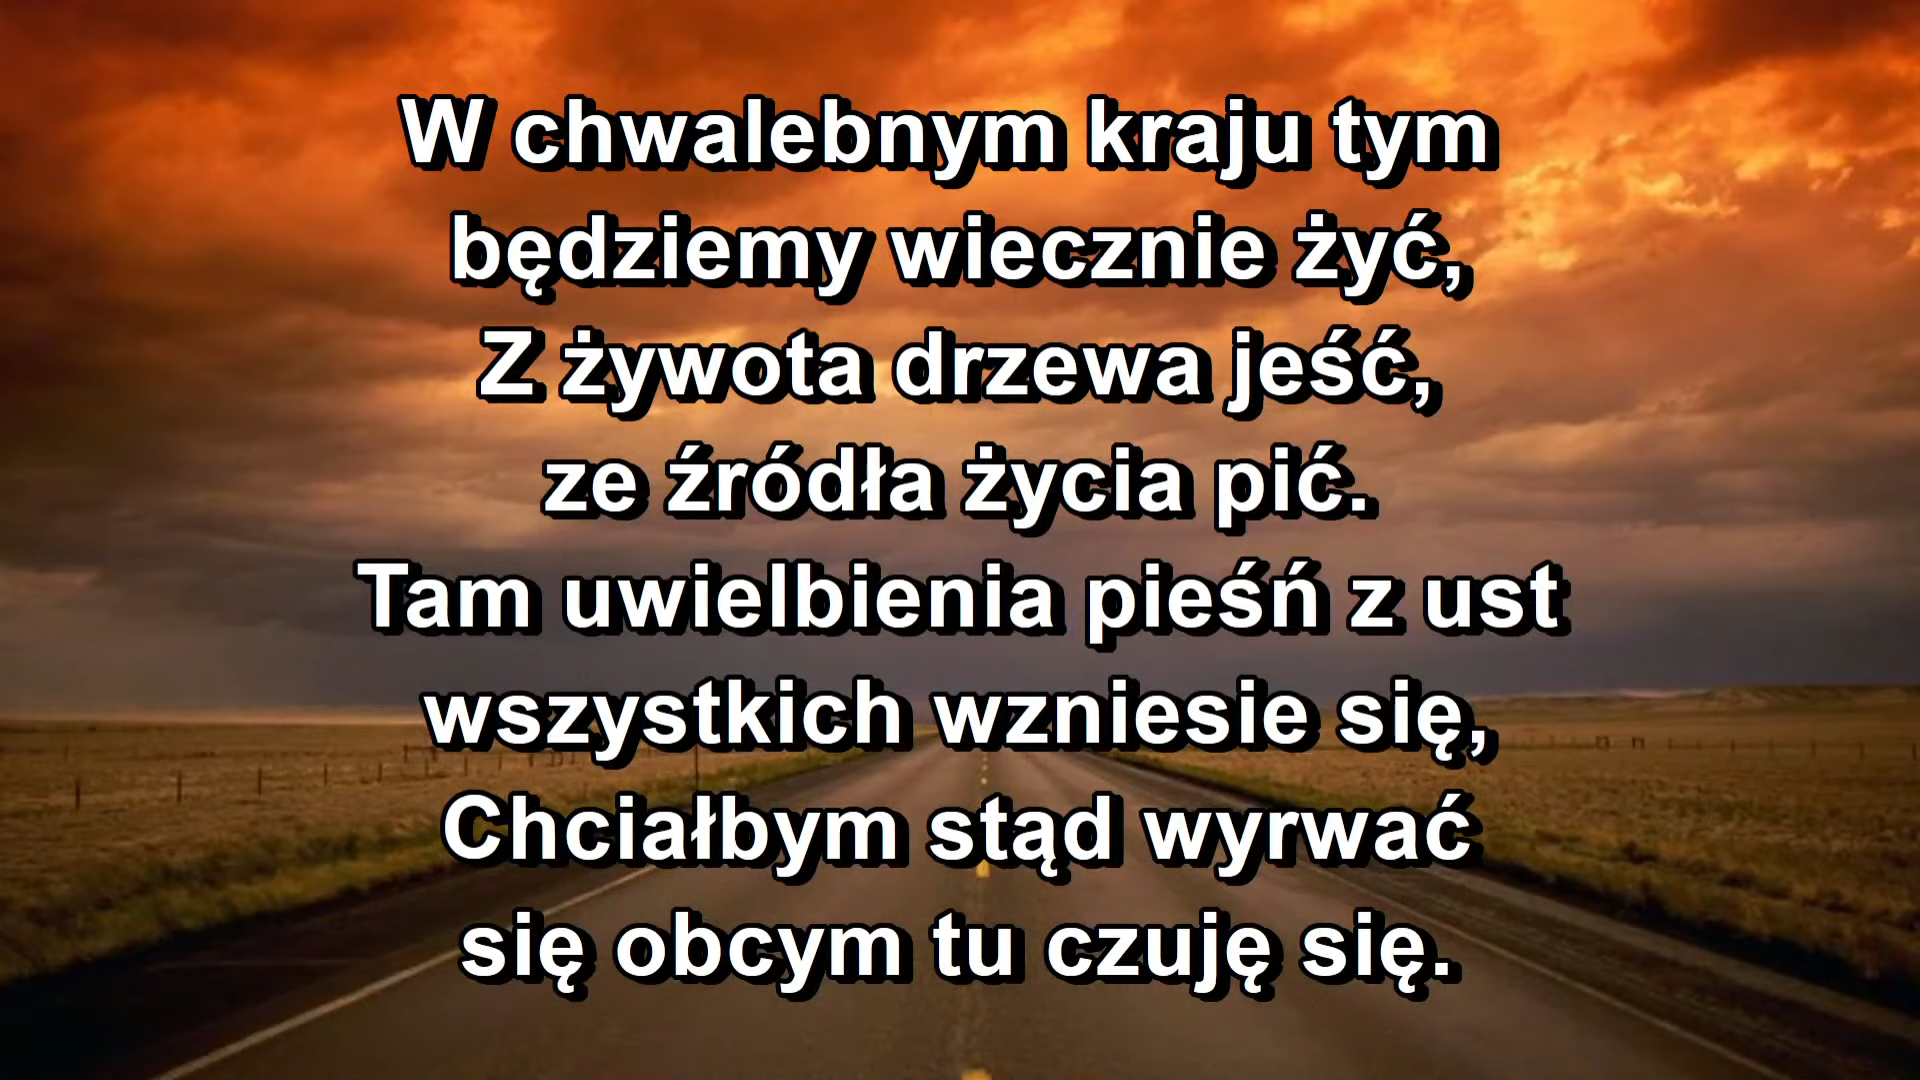 W chwalebnym kraju tym
będziemy wiecznie żyć,
Z żywota drzewa jeść,
ze źródła życia pić.
Tam uwielbienia pieśń z ust
wszystkich wzniesie się,
Chciałbym stąd wyrwać
się obcym tu czuję się.